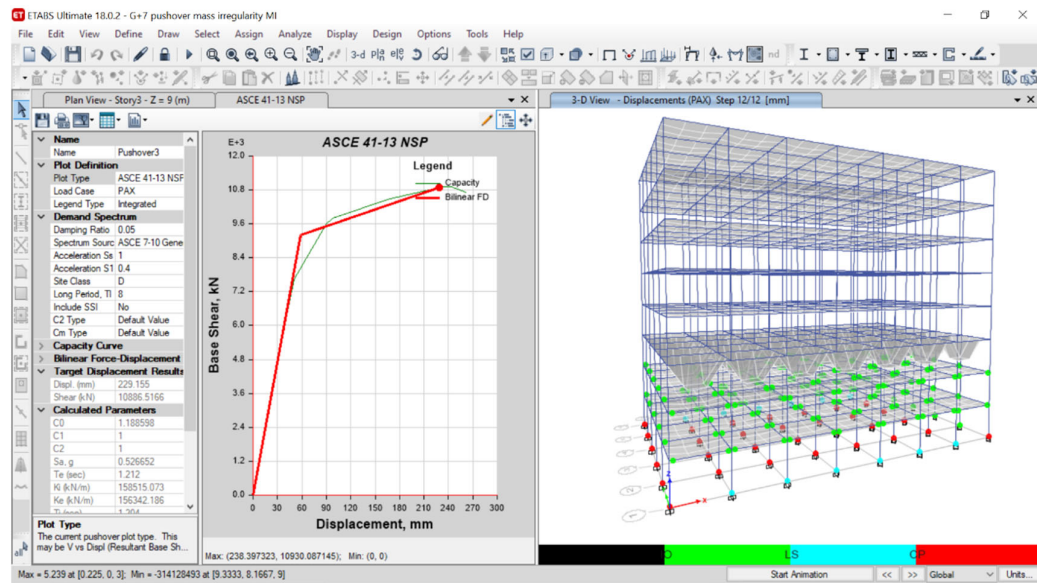 ETABS Ultimate 18.0.2 - G+7 pushover mass irregularity MI
File Edit View Define Draw Select Assign Analyze Display Design Options Tools Help
3-d
nd
Plan View - Story3 - Z = 9 (m)
ASCE 41-13 NSP
3-D View - Displacements (PAX) Step 12/12 [mm]
Name
Name Pushover3
Plot Definition
Plot Type ASCE 41-13 NSF
Load Case PAX
Legend Type Integrated
Demand Spectrum
Damping Ratio 0.05
Spectrum Sourc ASCE 7-10 Gene
Acceleration Ss 1
Acceleration S1 0.4
Site Class D
Long Period, Tl 8
Include SSI No
C2 Type Default Value
Cm Type Default Value
Capacity Curve
Bilinear Force-Displacement
Target Displacement Results
Displ. (mm) 229.155
Shear (kN) 10886.5166
Calculated Parameters
C0 1.188598
C1 1
C2 1
Sa, g 0.526652
Te (sec) 1.212
Ki (kN/m) 158515.073
Ke (kN/m) 156342.186
Ti (sec) 1.204
Plot Type
The current pushover plot type. This
may be V vs Displ (Resultant Base Sh...
E+3
ASCE 41-13 NSP
Legend
Capacity
Bilinear FD
12.0
10.8
9.6
8.4
7.2
6.0
4.8
3.6
2.4
1.2
0.0
Base Shear, kN
0 30 60 90 120 150 180 210 240 270 300
Displacement, mm
Max: (238.397323, 10930.087145); Min: (0, 0)
Z
X
IO LS CP
Max = 5.239 at [0.225, 0, 3]; Min = -314128493 at [9.3333, 8.1667, 9]
Start Animation << >> Global Units...